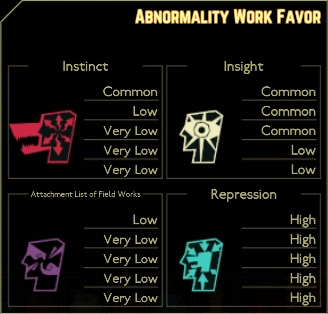 Abnormality Work Favor
Instinct
Common
Low
Very Low
Very Low
Very Low
Insight
Common
Common
Common
Low
Low
Attachment List of Field Works
Low
Very Low
Very Low
Very Low
Very Low
Repression
High
High
High
High
High